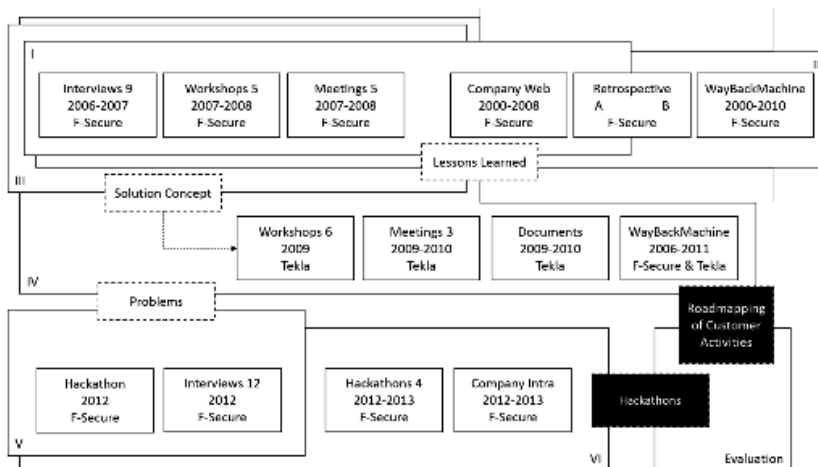 I
II
Interviews 9
2006-2007
F-Secure
Workshops 5
2007-2008
F-Secure
Meetings 5
2007-2008
F-Secure
Company Web
2000-2008
F-Secure
Retrospective
A B
F-Secure
WayBackMachine
2000-2010
F-Secure
Lessons Learned
III
Solution Concept
Workshops 6
2009
Tekla
Meetings 3
2009-2010
Tekla
Documents
2009-2010
Tekla
WayBackMachine
2006-2011
F-Secure & Tekla
IV
Problems
Roadmapping
of Customer
Activities
Hackathon
2012
F-Secure
Interviews 12
2012
F-Secure
Hackathons 4
2012-2013
F-Secure
Company Intra
2012-2013
F-Secure
Hackathons
V
VI
Evaluation